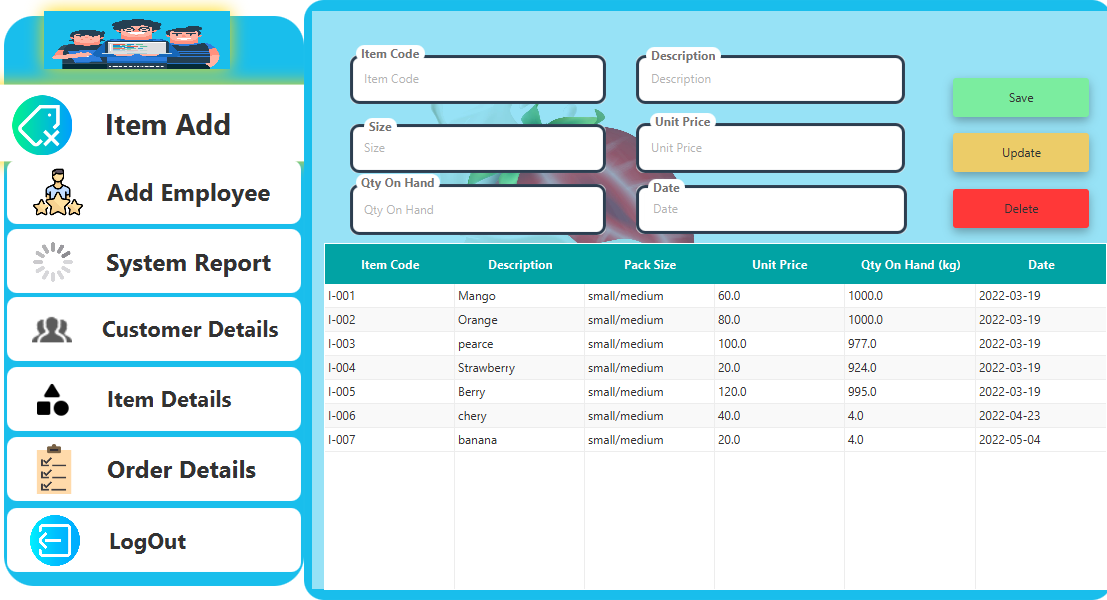 Item Add
Add Employee
System Report
Customer Details
Item Details
Order Details
LogOut
Item Code
Item Code
Description
Description
Size
Size
Unit Price
Unit Price
Qty On Hand
Qty On Hand
Date
Date
Save
Update
Delete
Item Code Description Pack Size Unit Price Qty On Hand (kg) Date
I-001 Mango small/medium 60.0 1000.0 2022-03-19
I-002 Orange small/medium 80.0 1000.0 2022-03-19
I-003 pearce small/medium 100.0 977.0 2022-03-19
I-004 Strawberry small/medium 20.0 924.0 2022-03-19
I-005 Berry small/medium 120.0 995.0 2022-03-19
I-006 chery small/medium 40.0 4.0 2022-04-23
I-007 banana small/medium 20.0 4.0 2022-05-04